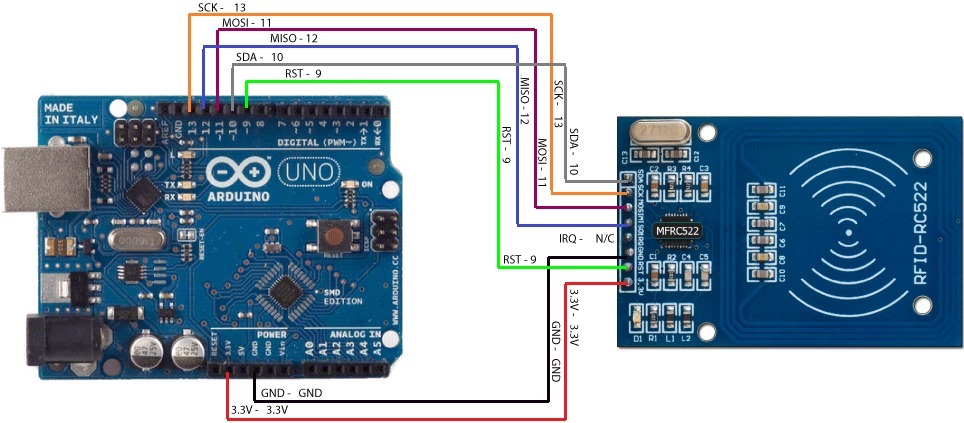 SCK - 13
MOSI - 11
MISO - 12
SDA - 10
RST - 9
MADE
IN ITALY
AREF
GND
13
12
~11
~10
~9
8
7
~6
~5
4
~3
2
TX→1
RX←0
DIGITAL (PWM~)
UNO
ARDUINO
TX
RX
ON
ICSP
RESET-EN
RESET
SMD
EDITION
WWW.ARDUINO.CC
POWER
ANALOG IN
RESET
3.3V
5V
GND
GND
Vin
A0
A1
A2
A3
A4
A5
GND - GND
3.3V - 3.3V
MISO - 12
SCK - 13
RST - 9
MOSI - 11
SDA - 10
IRQ - N/C
RST - 9
3.3V - 3.3V
GND - GND
C13
C12
C2
R3
R4
C3
SDA
SCK
MOSI
MISO
IRQ
GND
RST
3.3V
MFRC522
C1
R2
C4
C5
D1
R1
L1
L2
C11
C9
C7
C6
C8
C10
RFID-RC522